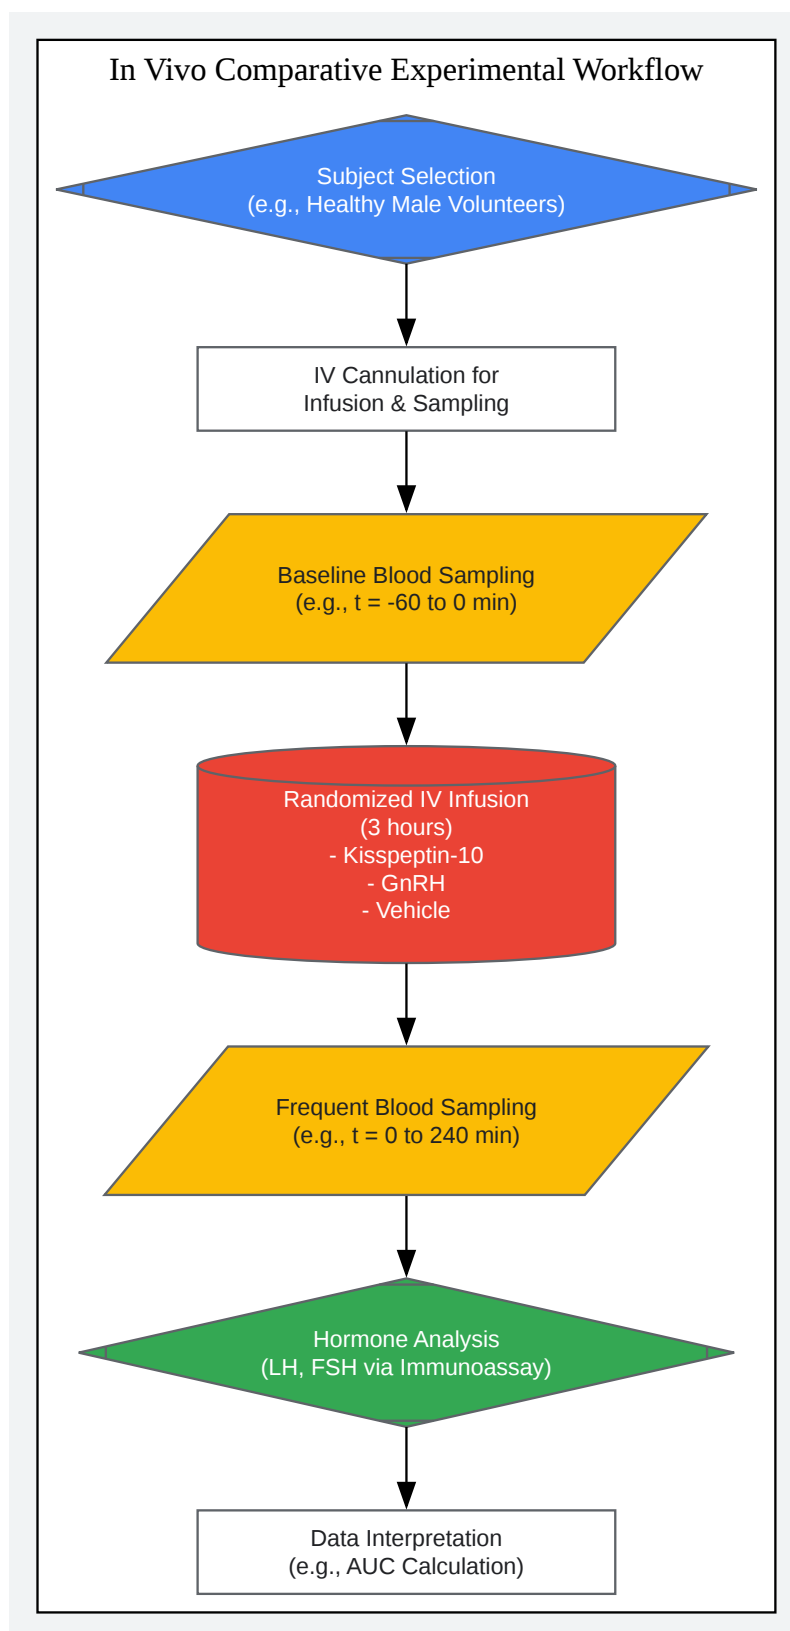 In Vivo Comparative Experimental Workflow
Subject Selection
(e.g., Healthy Male Volunteers)
IV Cannulation for
Infusion & Sampling
Baseline Blood Sampling
(e.g., t = -60 to 0 min)
Randomized IV Infusion
(3 hours)
- Kisspeptin-10
- GnRH
- Vehicle
Frequent Blood Sampling
(e.g., t = 0 to 240 min)
Hormone Analysis
(LH, FSH via Immunoassay)
Data Interpretation
(e.g., AUC Calculation)